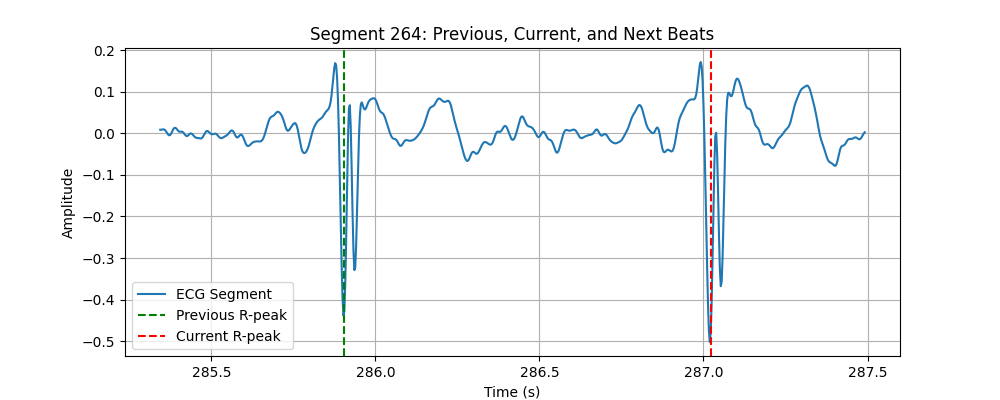 Segment 264: Previous, Current, and Next Beats
0.2
0.1
0.0
−0.1
−0.2
−0.3
−0.4
−0.5
Amplitude
ECG Segment
Previous R-peak
Current R-peak
285.5 286.0 286.5 287.0 287.5
Time (s)